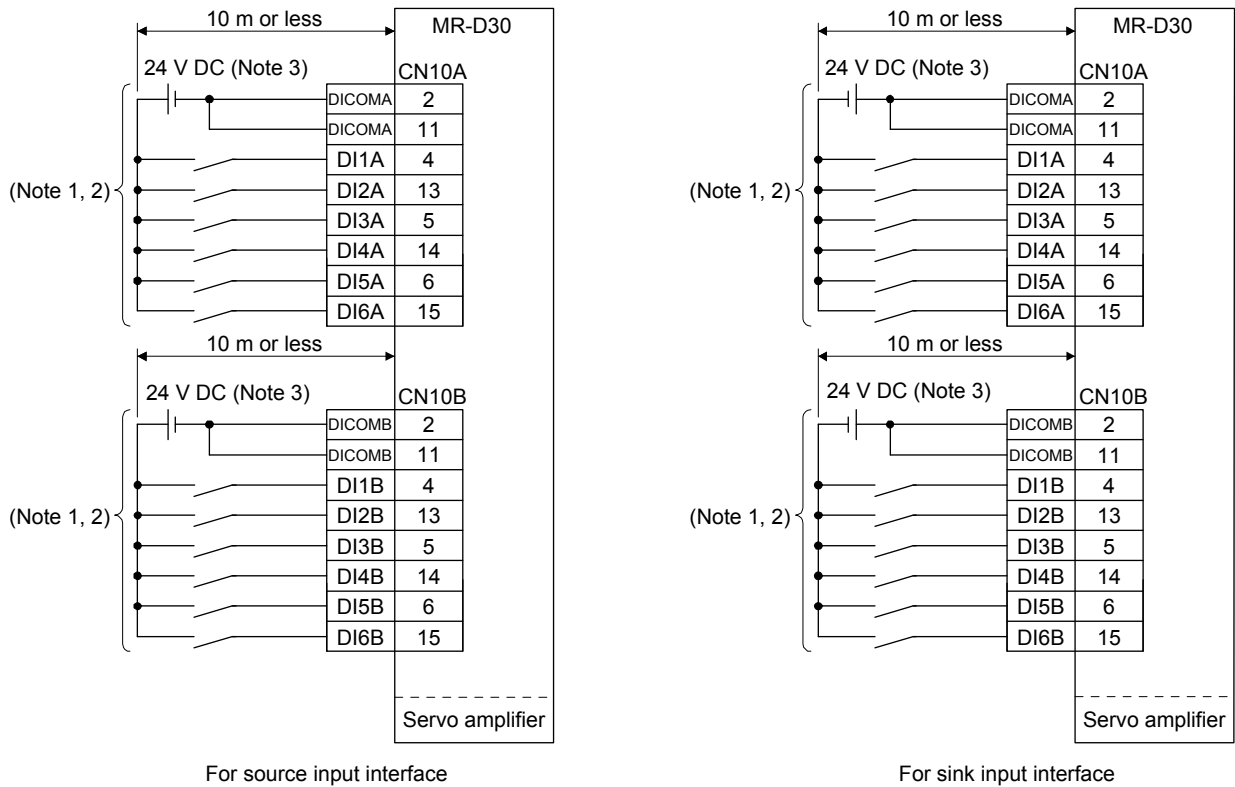 10 m or less
MR-D30
24 V DC (Note 3)
CN10A
DICOMA 2
DICOMA 11
DI1A 4
DI2A 13
(Note 1, 2)
DI3A 5
DI4A 14
DI5A 6
DI6A 15
10 m or less
24 V DC (Note 3)
CN10B
DICOMB 2
DICOMB 11
DI1B 4
DI2B 13
(Note 1, 2)
DI3B 5
DI4B 14
DI5B 6
DI6B 15
Servo amplifier
For source input interface
10 m or less
MR-D30
24 V DC (Note 3)
CN10A
DICOMA 2
DICOMA 11
DI1A 4
DI2A 13
(Note 1, 2)
DI3A 5
DI4A 14
DI5A 6
DI6A 15
10 m or less
24 V DC (Note 3)
CN10B
DICOMB 2
DICOMB 11
DI1B 4
DI2B 13
(Note 1, 2)
DI3B 5
DI4B 14
DI5B 6
DI6B 15
Servo amplifier
For sink input interface